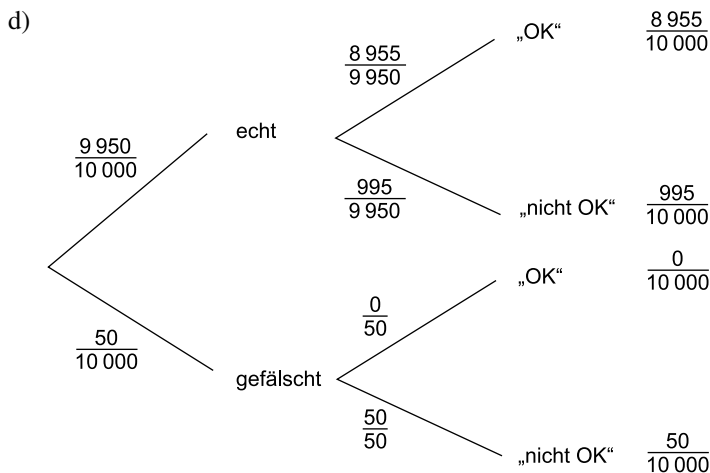 d)
„OK“ 8 955 / 10 000
8 955 / 9 950
echt
9 950 / 10 000
995 / 9 950
„nicht OK“ 995 / 10 000
„OK“ 0 / 10 000
0 / 50
50 / 10 000
gefälscht
50 / 50
„nicht OK“ 50 / 10 000